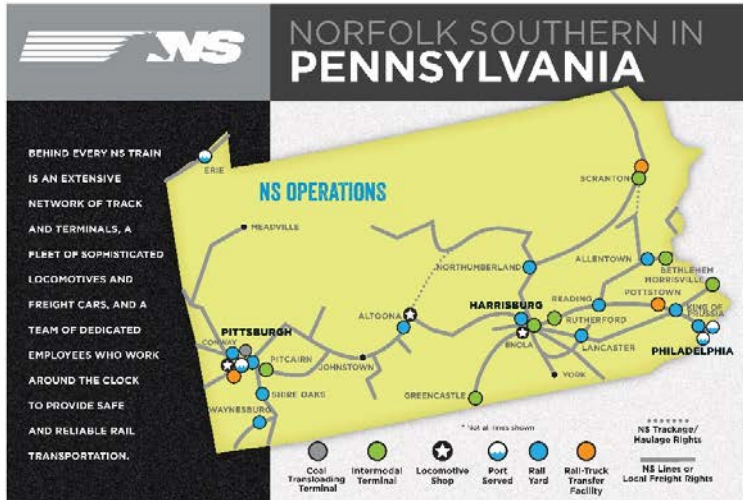 NS
NORFOLK SOUTHERN IN
PENNSYLVANIA
BEHIND EVERY NS TRAIN
IS AN EXTENSIVE
NETWORK OF TRACK
AND TERMINALS, A
FLEET OF SOPHISTICATED
LOCOMOTIVES AND
FREIGHT CARS, AND A
TEAM OF DEDICATED
EMPLOYEES WHO WORK
AROUND THE CLOCK
TO PROVIDE SAFE
AND RELIABLE RAIL
TRANSPORTATION.
ERIE
NS OPERATIONS
SCRANTON
MEADVILLE
NORTHUMBERLAND
ALLENTOWN
BETHLEHEM
MORRISVILLE
POTTSTOWN
READING
HARRISBURG
ALTOONA
KING OF
PRUSSIA
RUTHERFORD
PITTSBURGH
CONWAY
PITCAIRN
ENOLA
LANCASTER
PHILADELPHIA
JOHNSTOWN
YORK
SHIRE OAKS
GREENCASTLE
WAYNESBURG
* Not all lines shown
NS Trackage/
Haulage Rights
NS Lines or
Local Freight Rights
Coal
Transloading
Terminal
Intermodal
Terminal
Locomotive
Shop
Port
Served
Rail
Yard
Rail-Truck
Transfer
Facility